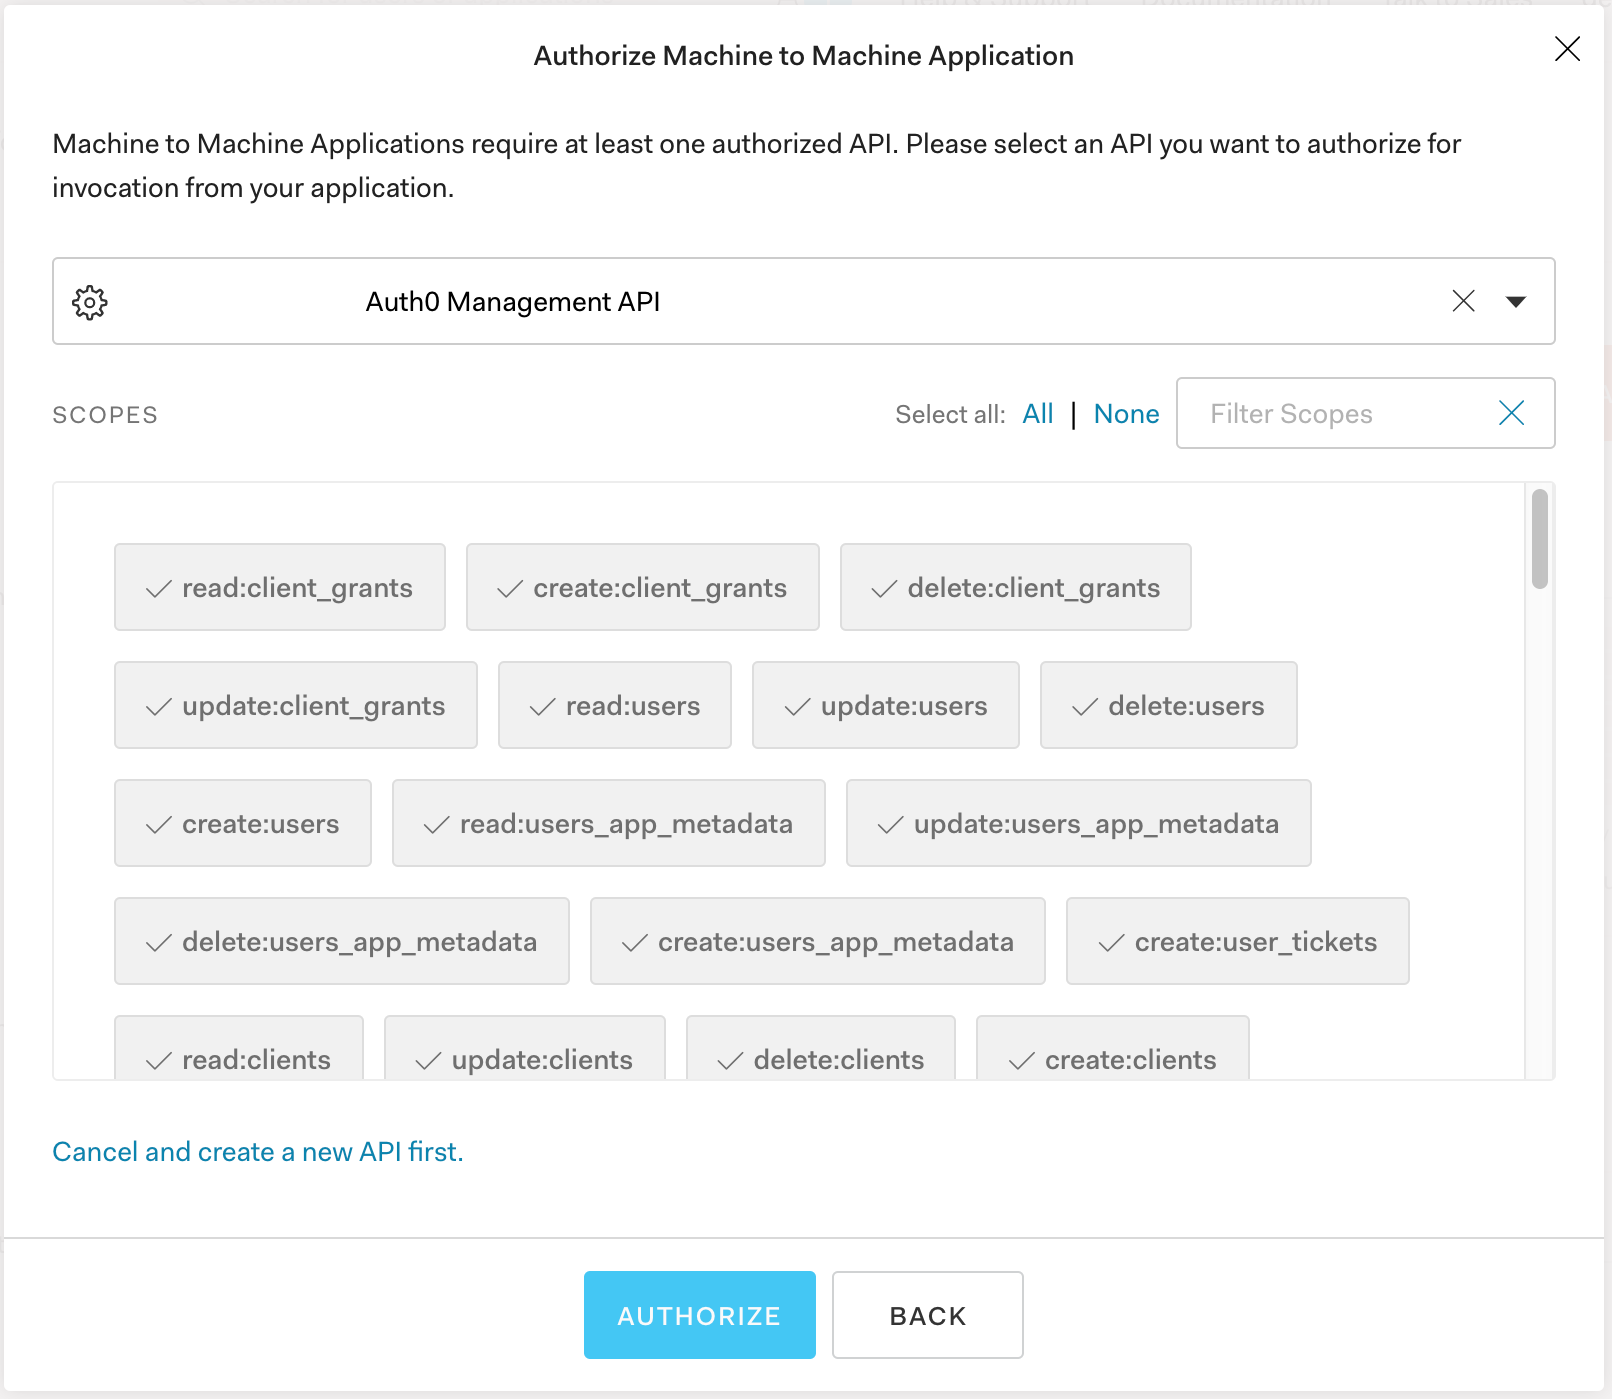 Authorize Machine to Machine Application
Machine to Machine Applications require at least one authorized API. Please select an API you want to authorize for
invocation from your application.
Auth0 Management API
SCOPES Select all: All | None Filter Scopes
read:client_grants create:client_grants delete:client_grants
update:client_grants read:users update:users delete:users
create:users read:users_app_metadata update:users_app_metadata
delete:users_app_metadata create:users_app_metadata create:user_tickets
read:clients update:clients delete:clients create:clients
Cancel and create a new API first.
AUTHORIZE BACK